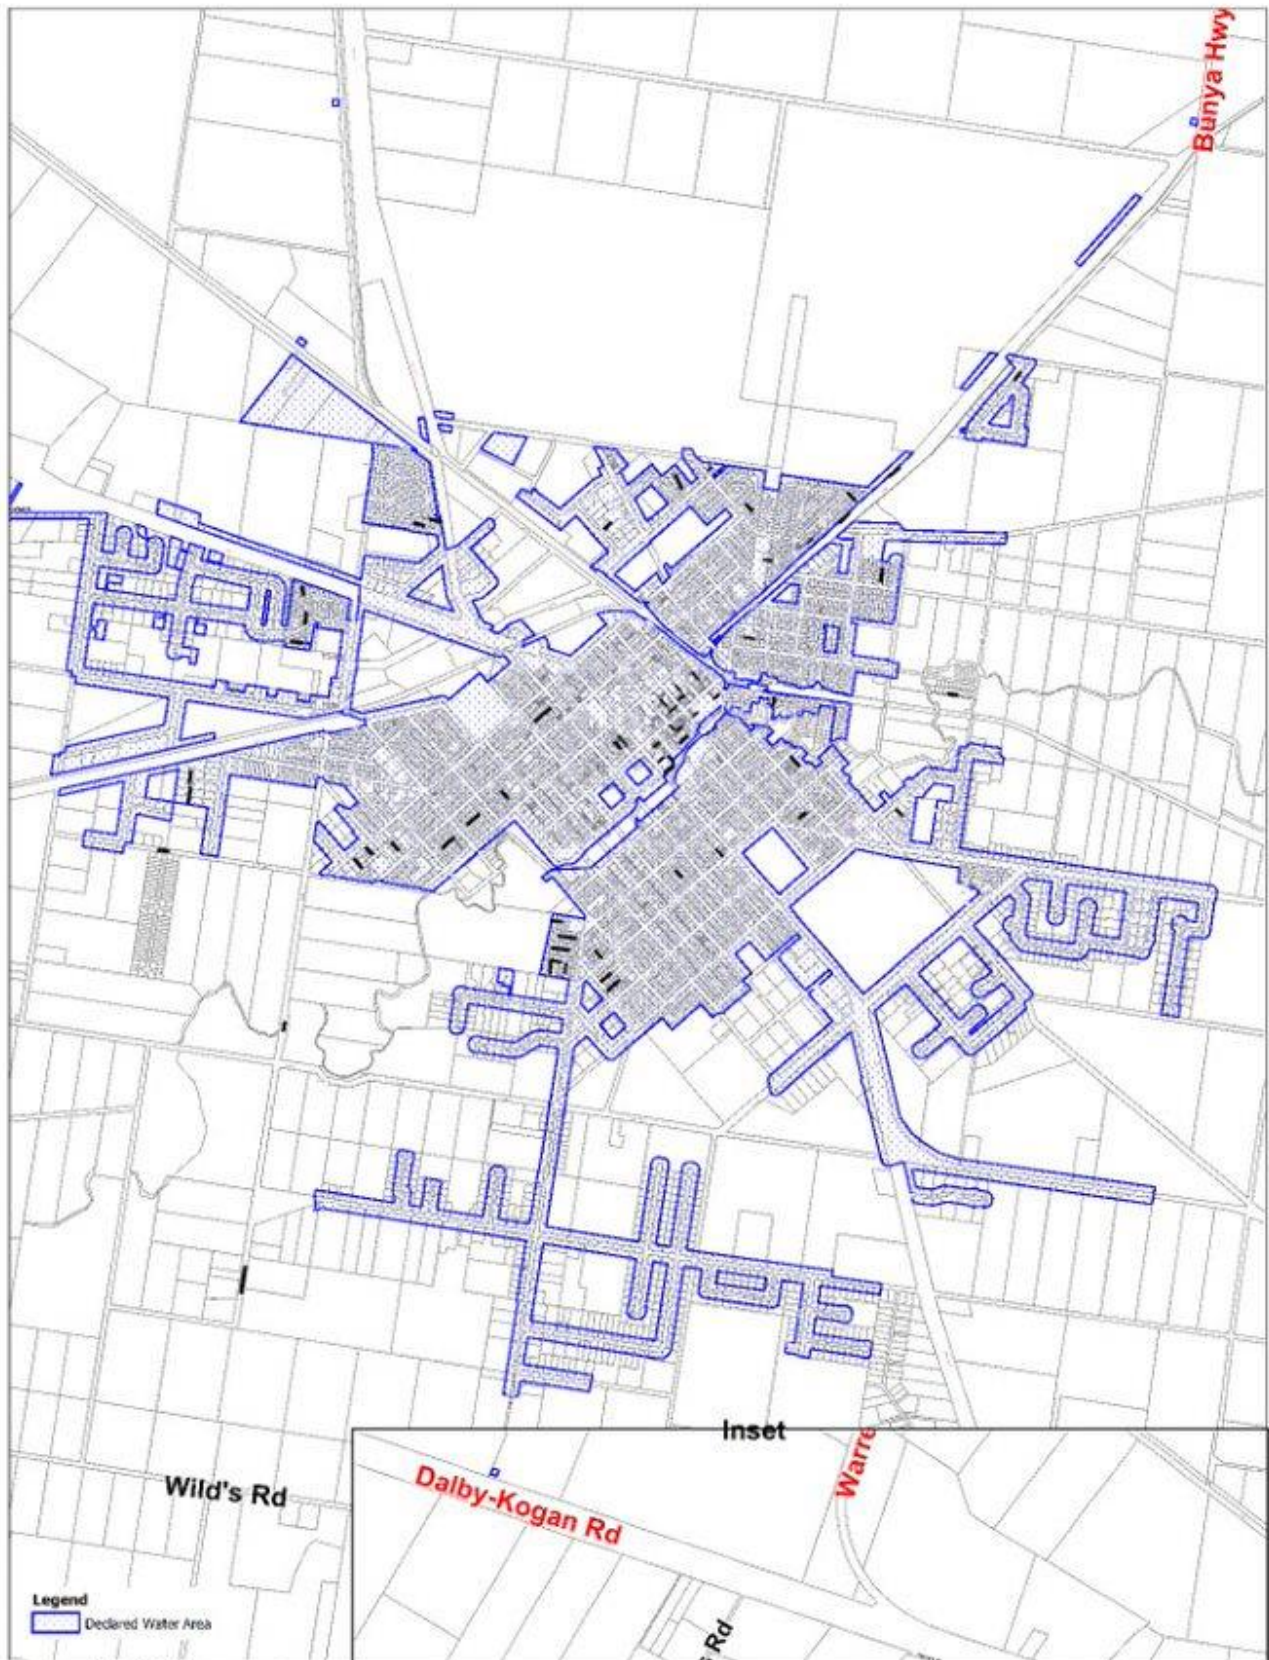 Bunya Hwy
Inset
Warre
Dalby-Kogan Rd
Wild's Rd
Legend
Declared Water Area
s Rd